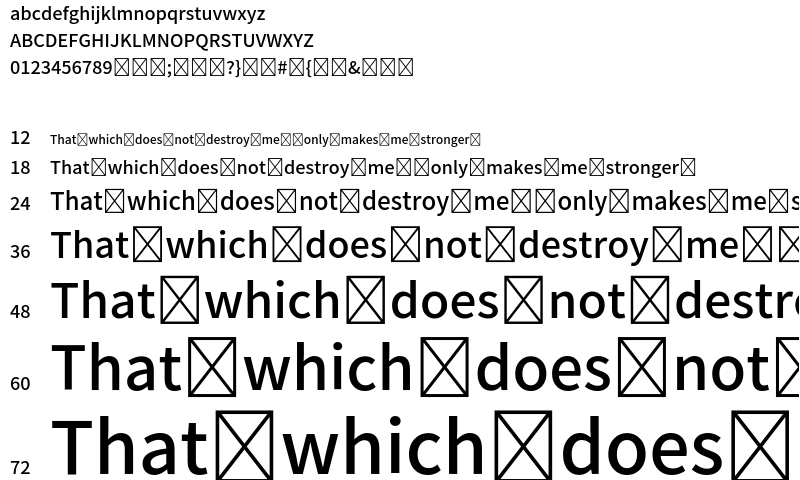 abcdefghijklmnopqrstuvwxyz
ABCDEFGHIJKLMNOPQRSTUVWXYZ
0123456789☒☒☒;☒☒☒?}☒☒#☒{☒☒&☒☒☒
12 That☒which☒does☒not☒destroy☒me☒☒only☒makes☒me☒stronger☒
18 That☒which☒does☒not☒destroy☒me☒☒only☒makes☒me☒stronger☒
24 That☒which☒does☒not☒destroy☒me☒☒only☒makes☒me☒s
36 That☒which☒does☒not☒destroy☒me☒☒
48 That☒which☒does☒not☒destr
60 That☒which☒does☒not☒
72 That☒which☒does☒